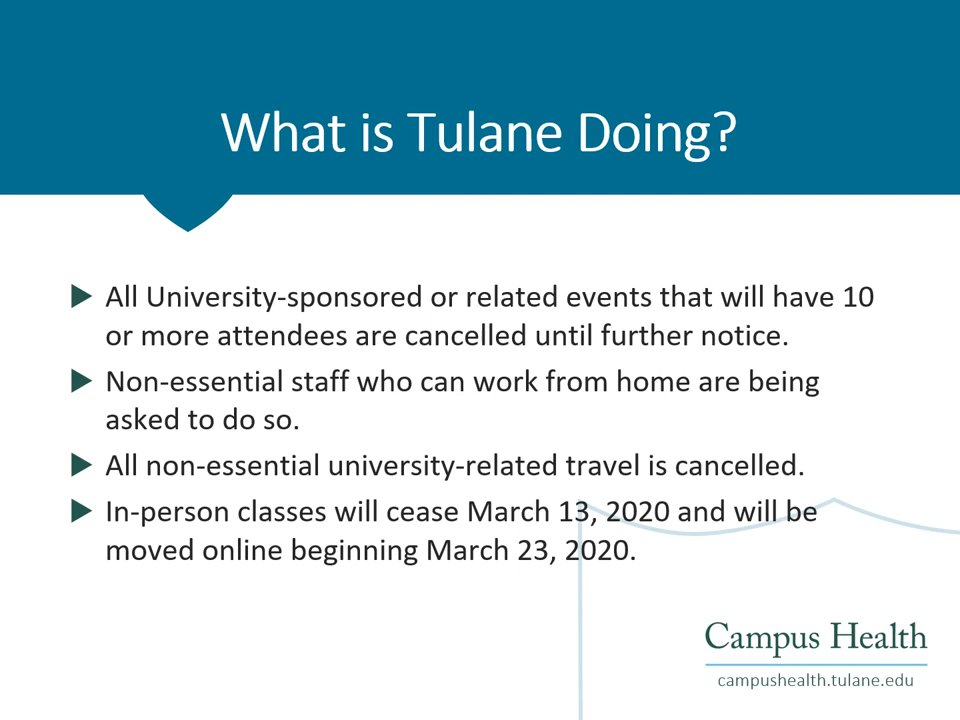 What is Tulane Doing?
All University-sponsored or related events that will have 10
or more attendees are cancelled until further notice.
Non-essential staff who can work from home are being
asked to do so.
All non-essential university-related travel is cancelled.
In-person classes will cease March 13, 2020 and will be
moved online beginning March 23, 2020.
Campus Health
campushealth.tulane.edu